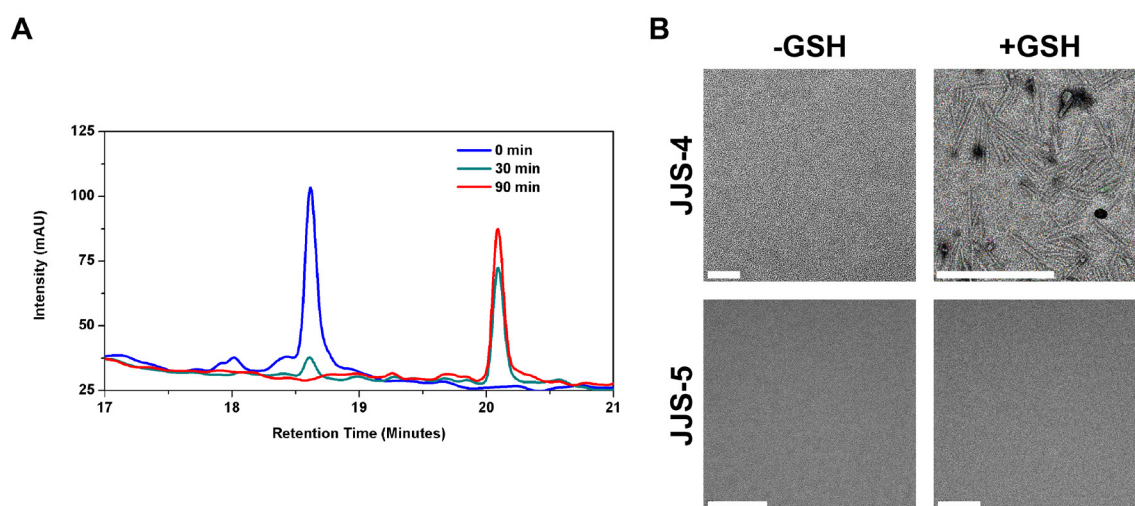 A
B
-GSH
+GSH
JJS-4
JJS-5
125
100
75
50
25
Intensity (mAU)
0 min
30 min
90 min
17
18
19
20
21
Retention Time (Minutes)